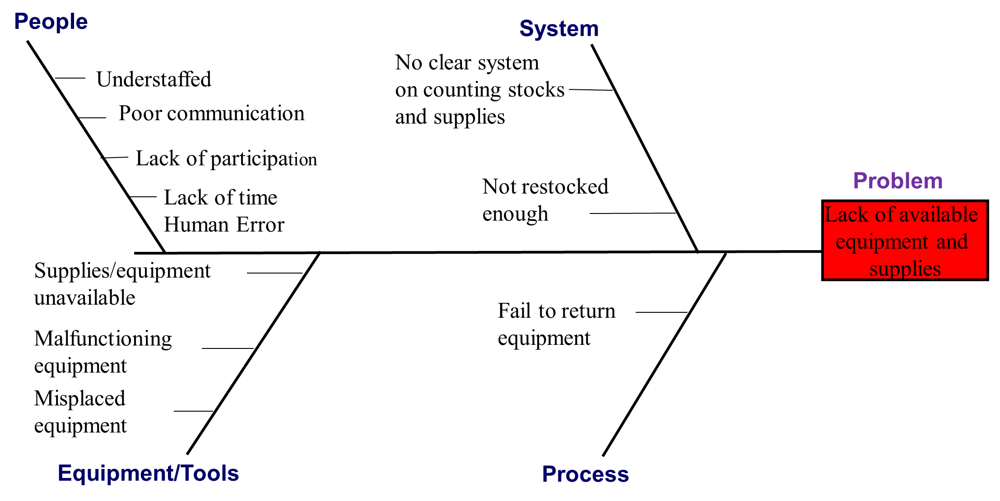 People
Understaffed
Poor communication
Lack of participation
Lack of time
Human Error
System
No clear system
on counting stocks
and supplies
Not restocked
enough
Problem
Lack of available
equipment and
supplies
Supplies/equipment
unavailable
Malfunctioning
equipment
Misplaced
equipment
Equipment/Tools
Fail to return
equipment
Process